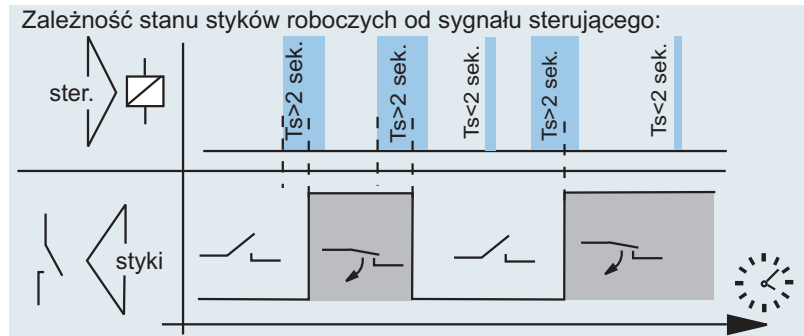 Zależność stanu styków roboczych od sygnału sterującego:
ster.
Ts>2 sek.
Ts>2 sek.
Ts<2 sek.
Ts>2 sek.
Ts<2 sek.
styki